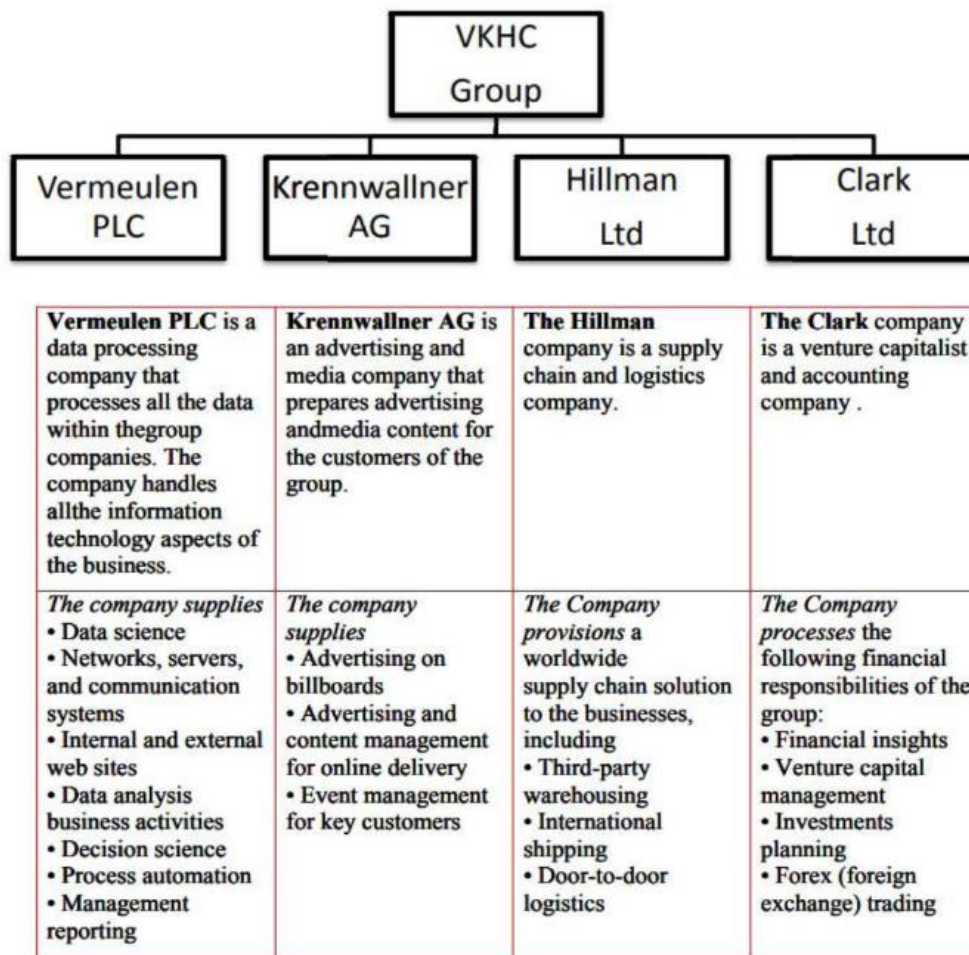 VKHC
Group
Vermeulen
PLC
Krennwallner
AG
Hillman
Ltd
Clark
Ltd
Vermeulen PLC is a
data processing
company that
processes all the data
within thegroup
companies. The
company handles
allthe information
technology aspects of
the business.
Krennwallner AG is
an advertising and
media company that
prepares advertising
andmedia content for
the customers of the
group.
The Hillman
company is a supply
chain and logistics
company.
The Clark company
is a venture capitalist
and accounting
company .
The company supplies
• Data science
• Networks, servers,
and communication
systems
• Internal and external
web sites
• Data analysis
business activities
• Decision science
• Process automation
• Management
reporting
The company
supplies
• Advertising on
billboards
• Advertising and
content management
for online delivery
• Event management
for key customers
The Company
provisions a
worldwide
supply chain solution
to the businesses,
including
• Third-party
warehousing
• International
shipping
• Door-to-door
logistics
The Company
processes the
following financial
responsibilities of the
group:
• Financial insights
• Venture capital
management
• Investments
planning
• Forex (foreign
exchange) trading